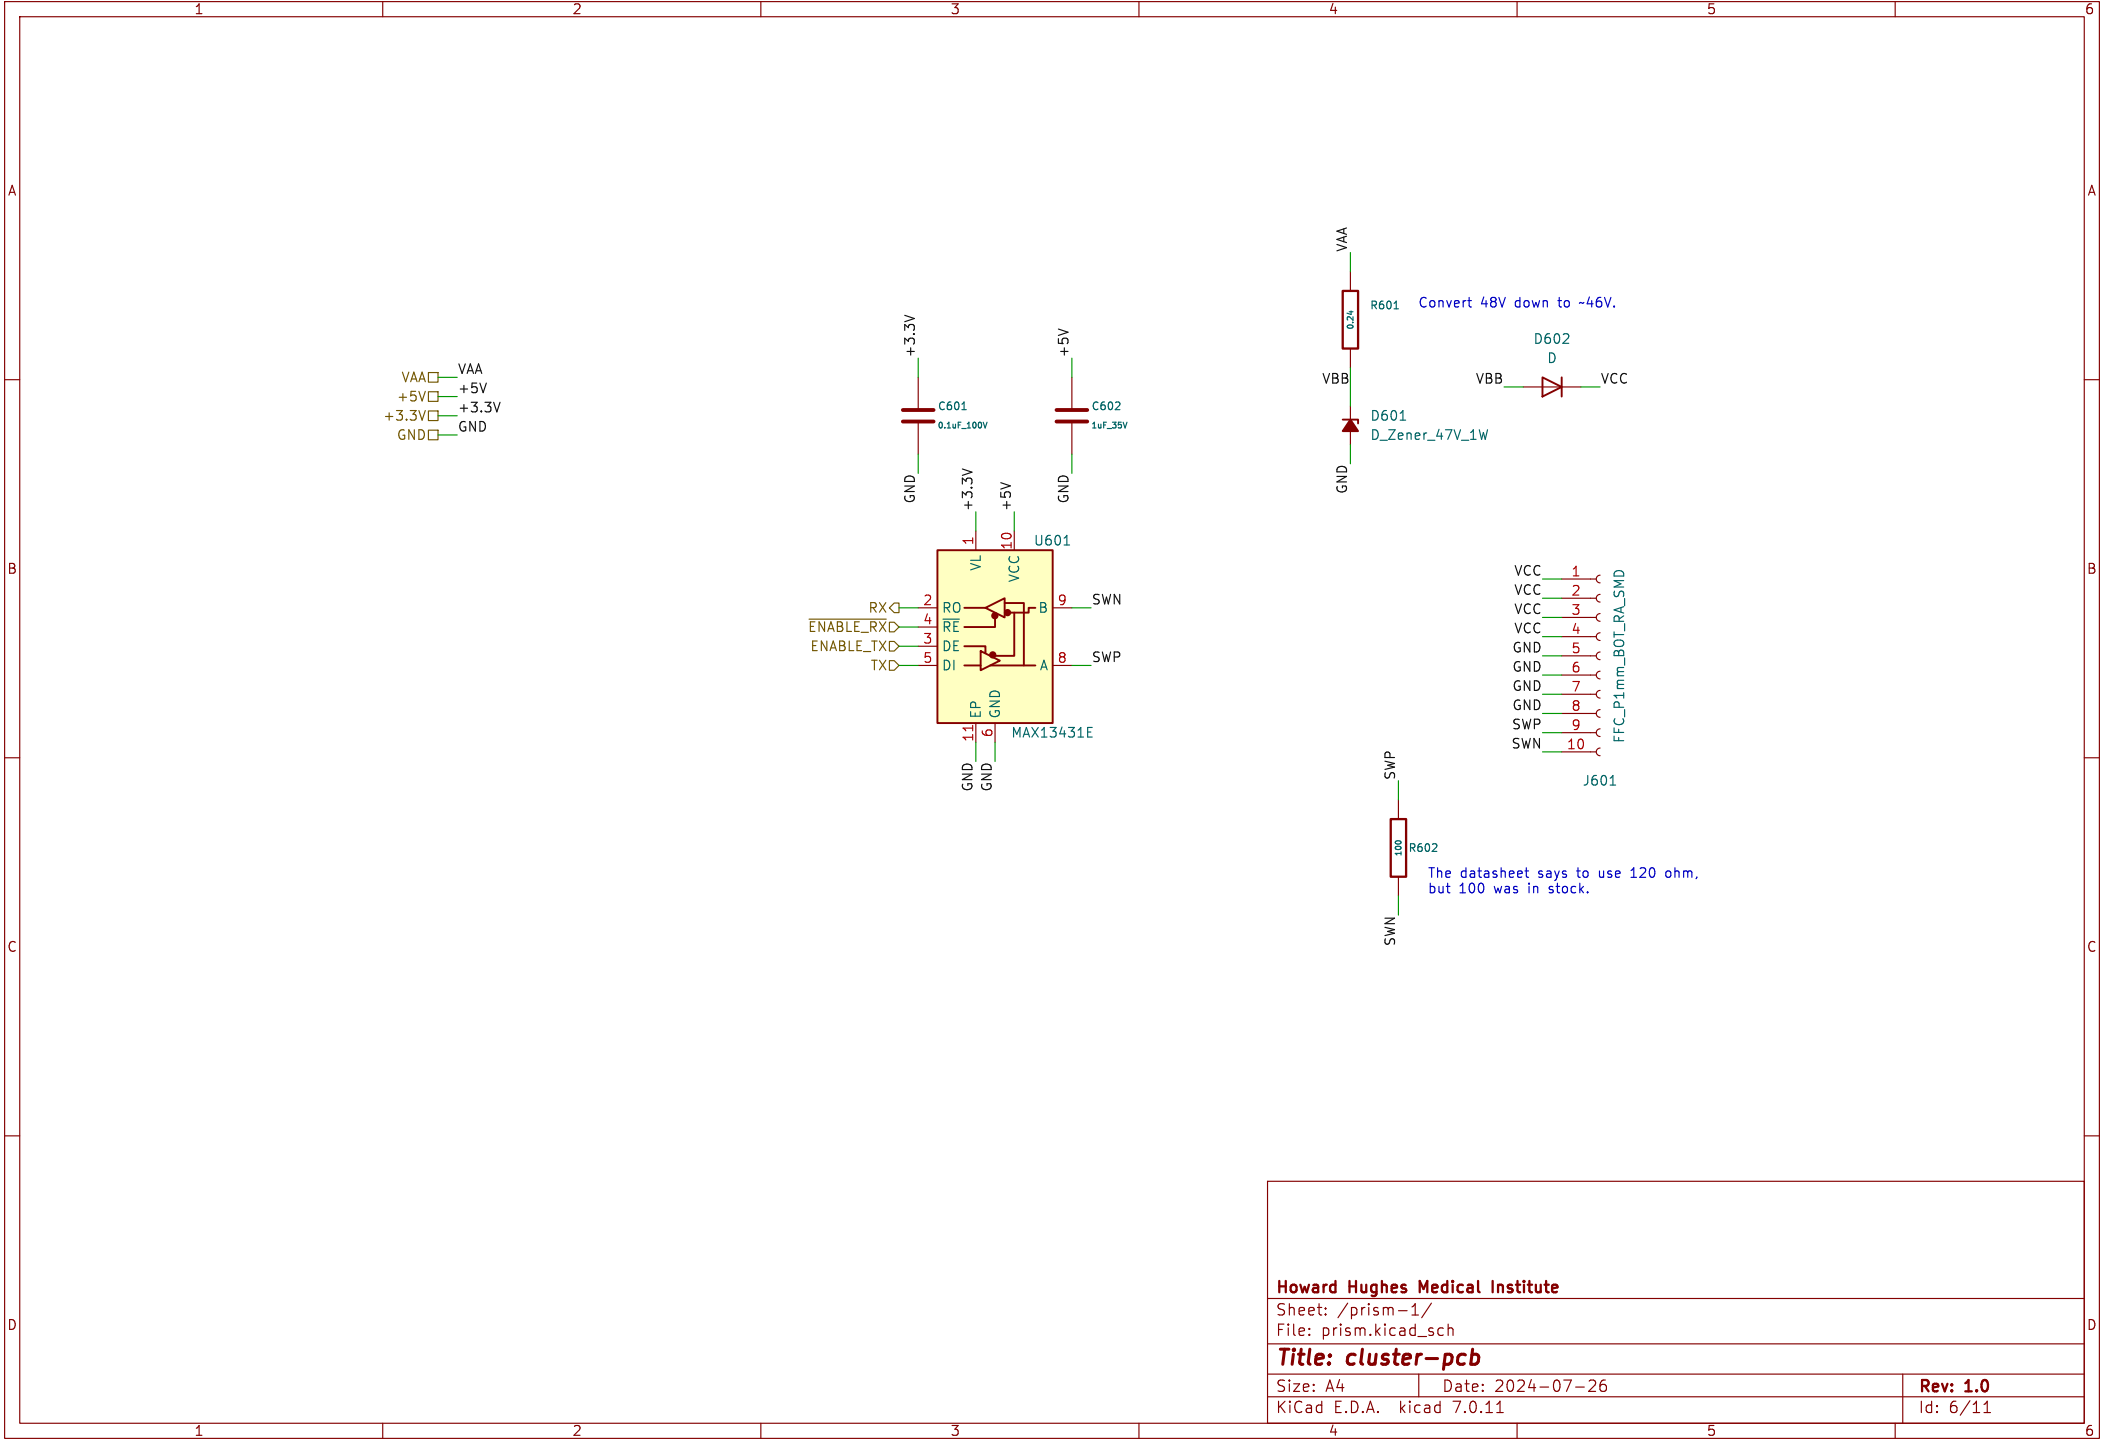 1 2 3 4 5 6
A A
VAA
R601
0.24
Convert 48V down to ~46V.
+3.3V
+5V
D602
D
VBB
VBB
VCC
VAA VAA
+5V +5V
+3.3V +3.3V
GND GND
C601
0.1uF_100V
C602
1uF_35V
D601
D_Zener_47V_1W
GND
GND
GND
+3.3V
+5V
B B
1
10
U601
VL
VCC
RX 2 RO
B 9 SWN
ENABLE_RX 4 RE
ENABLE_TX 3 DE
TX 5 DI
A 8 SWP
EP
GND
11
6
MAX13431E
GND
GND
VCC 1
VCC 2
VCC 3
VCC 4
GND 5
GND 6
GND 7
GND 8
SWP 9
SWN 10
FFC_P1mm_BOT_RA_SMD
J601
SWP
100
R602
The datasheet says to use 120 ohm,
but 100 was in stock.
SWN
C C
D D
Howard Hughes Medical Institute
Sheet: /prism-1/
File: prism.kicad_sch
Title: cluster-pcb
Size: A4 Date: 2024-07-26 Rev: 1.0
KiCad E.D.A. kicad 7.0.11 Id: 6/11
1 2 3 4 5 6